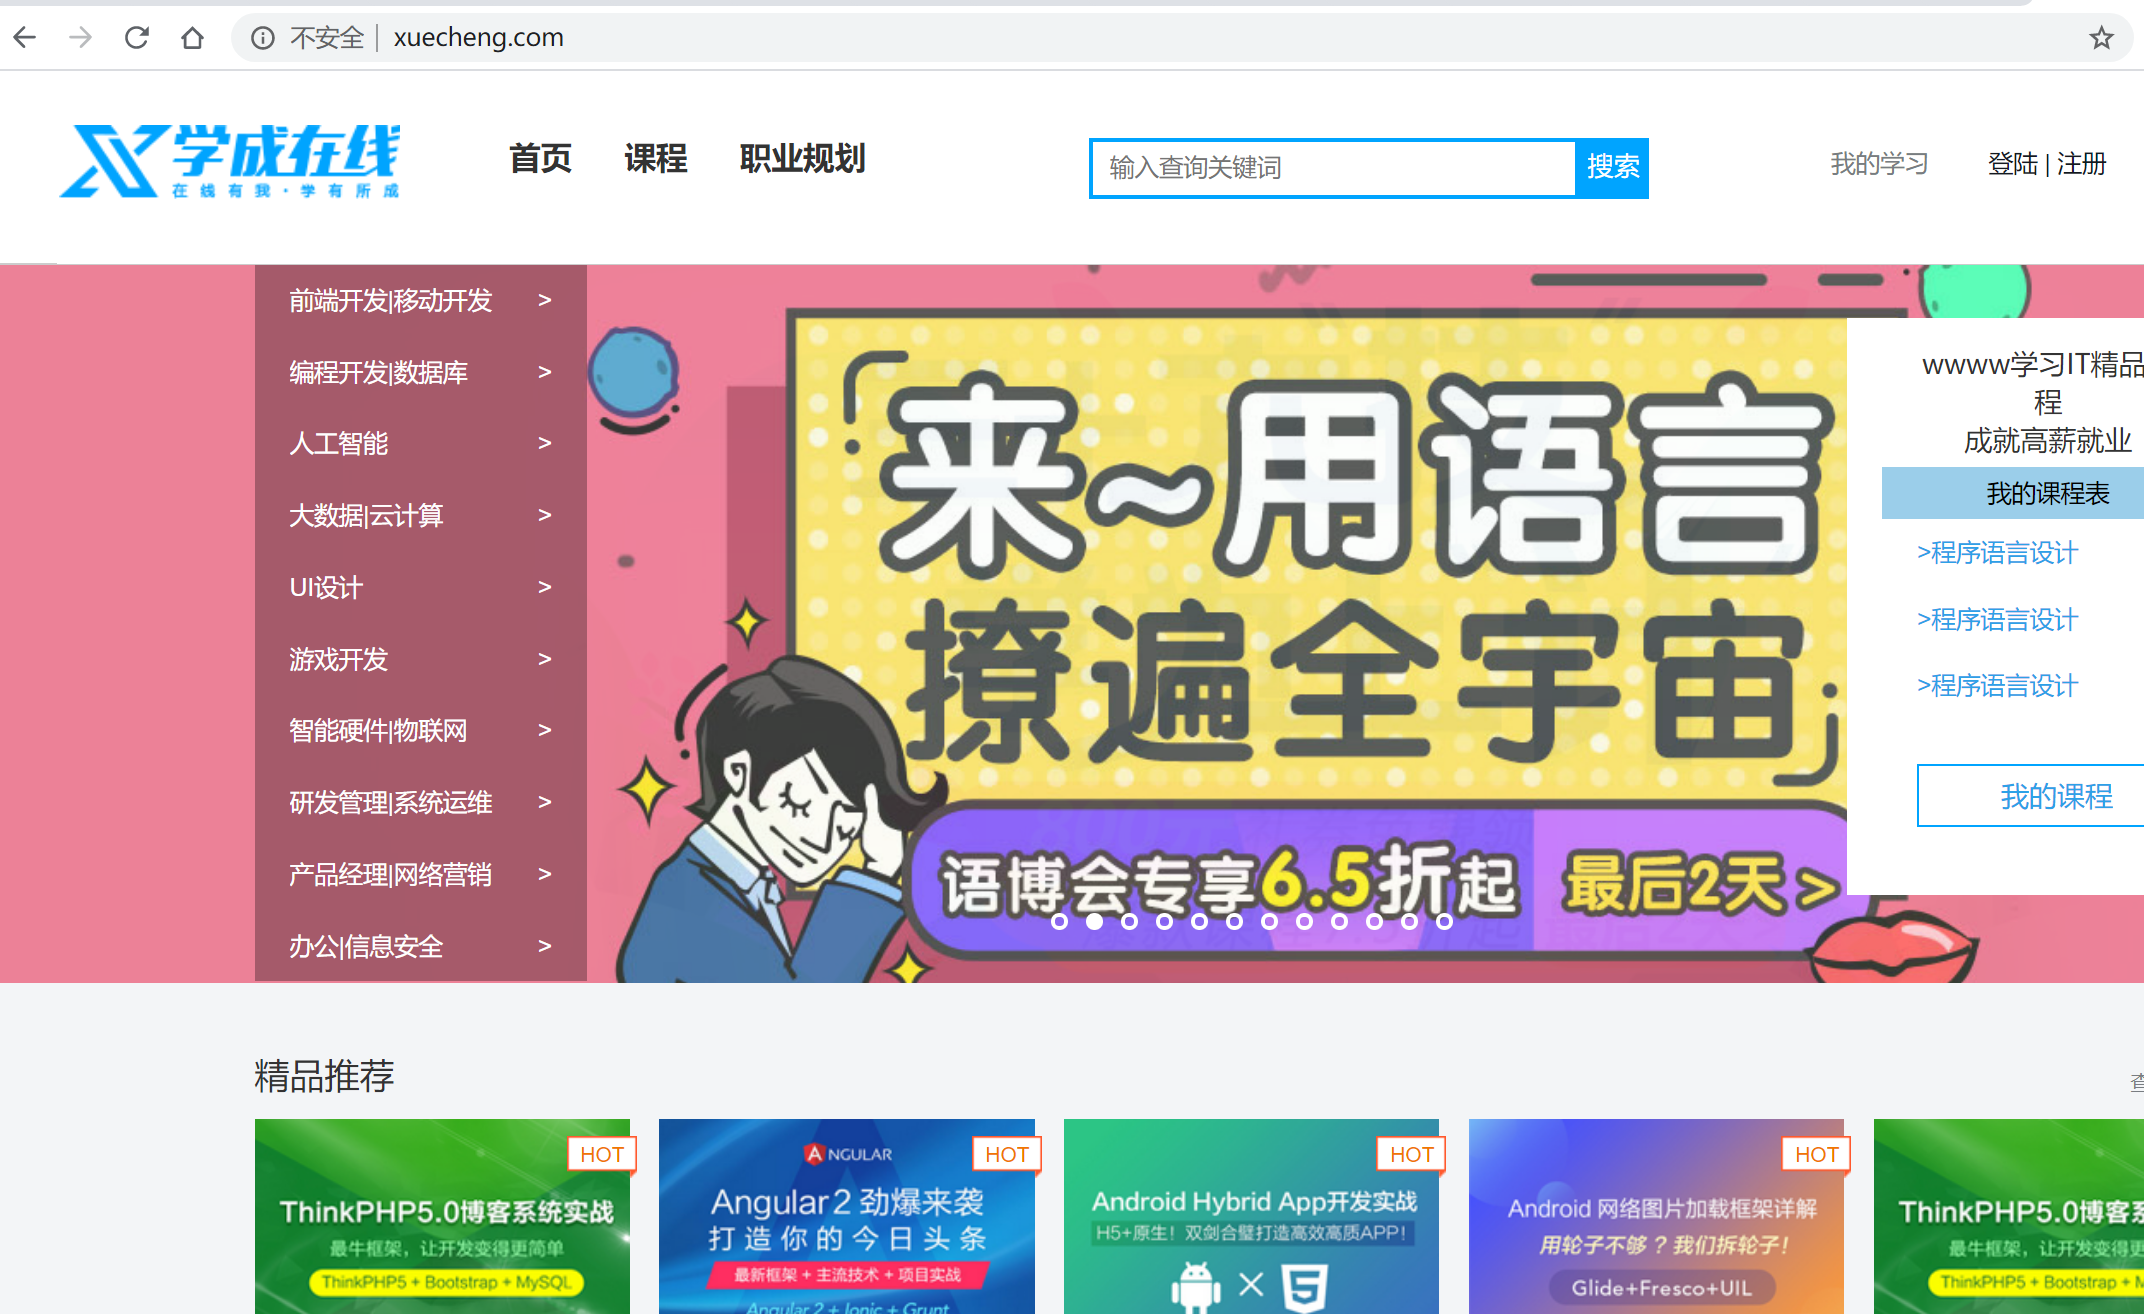 不安全 | xuecheng.com
学成在线
在线有我·学有所成
首页 课程 职业规划
输入查询关键词 搜索
我的学习 登陆 | 注册
前端开发|移动开发 >
编程开发|数据库 >
人工智能 >
大数据|云计算 >
UI设计 >
游戏开发 >
智能硬件|物联网 >
研发管理|系统运维 >
产品经理|网络营销 >
办公|信息安全 >
来~用语言
撩遍全宇宙
语博会专享6.5折起 最后2天>
wwww学习IT精品
程
成就高薪就业
我的课程表
>程序语言设计
>程序语言设计
>程序语言设计
我的课程
精品推荐
HOT
ThinkPHP5.0博客系统实战
最牛框架，让开发变得更简单
ThinkPHP5 + Bootstrap + MySQL
HOT
ANGULAR
Angular2 劲爆来袭
打造你的今日头条
最新框架 + 主流技术 + 项目实战
Angular 2 + Ionic + Grunt
HOT
Android Hybrid App开发实战
H5+原生！双剑合璧打造高效高质APP！
HOT
Android 网络图片加载框架详解
用轮子不够？我们拆轮子！
Glide+Fresco+UIL
ThinkPHP5.0博客系
最牛框架，让开发变得更
ThinkPHP5 + Bootstrap + M